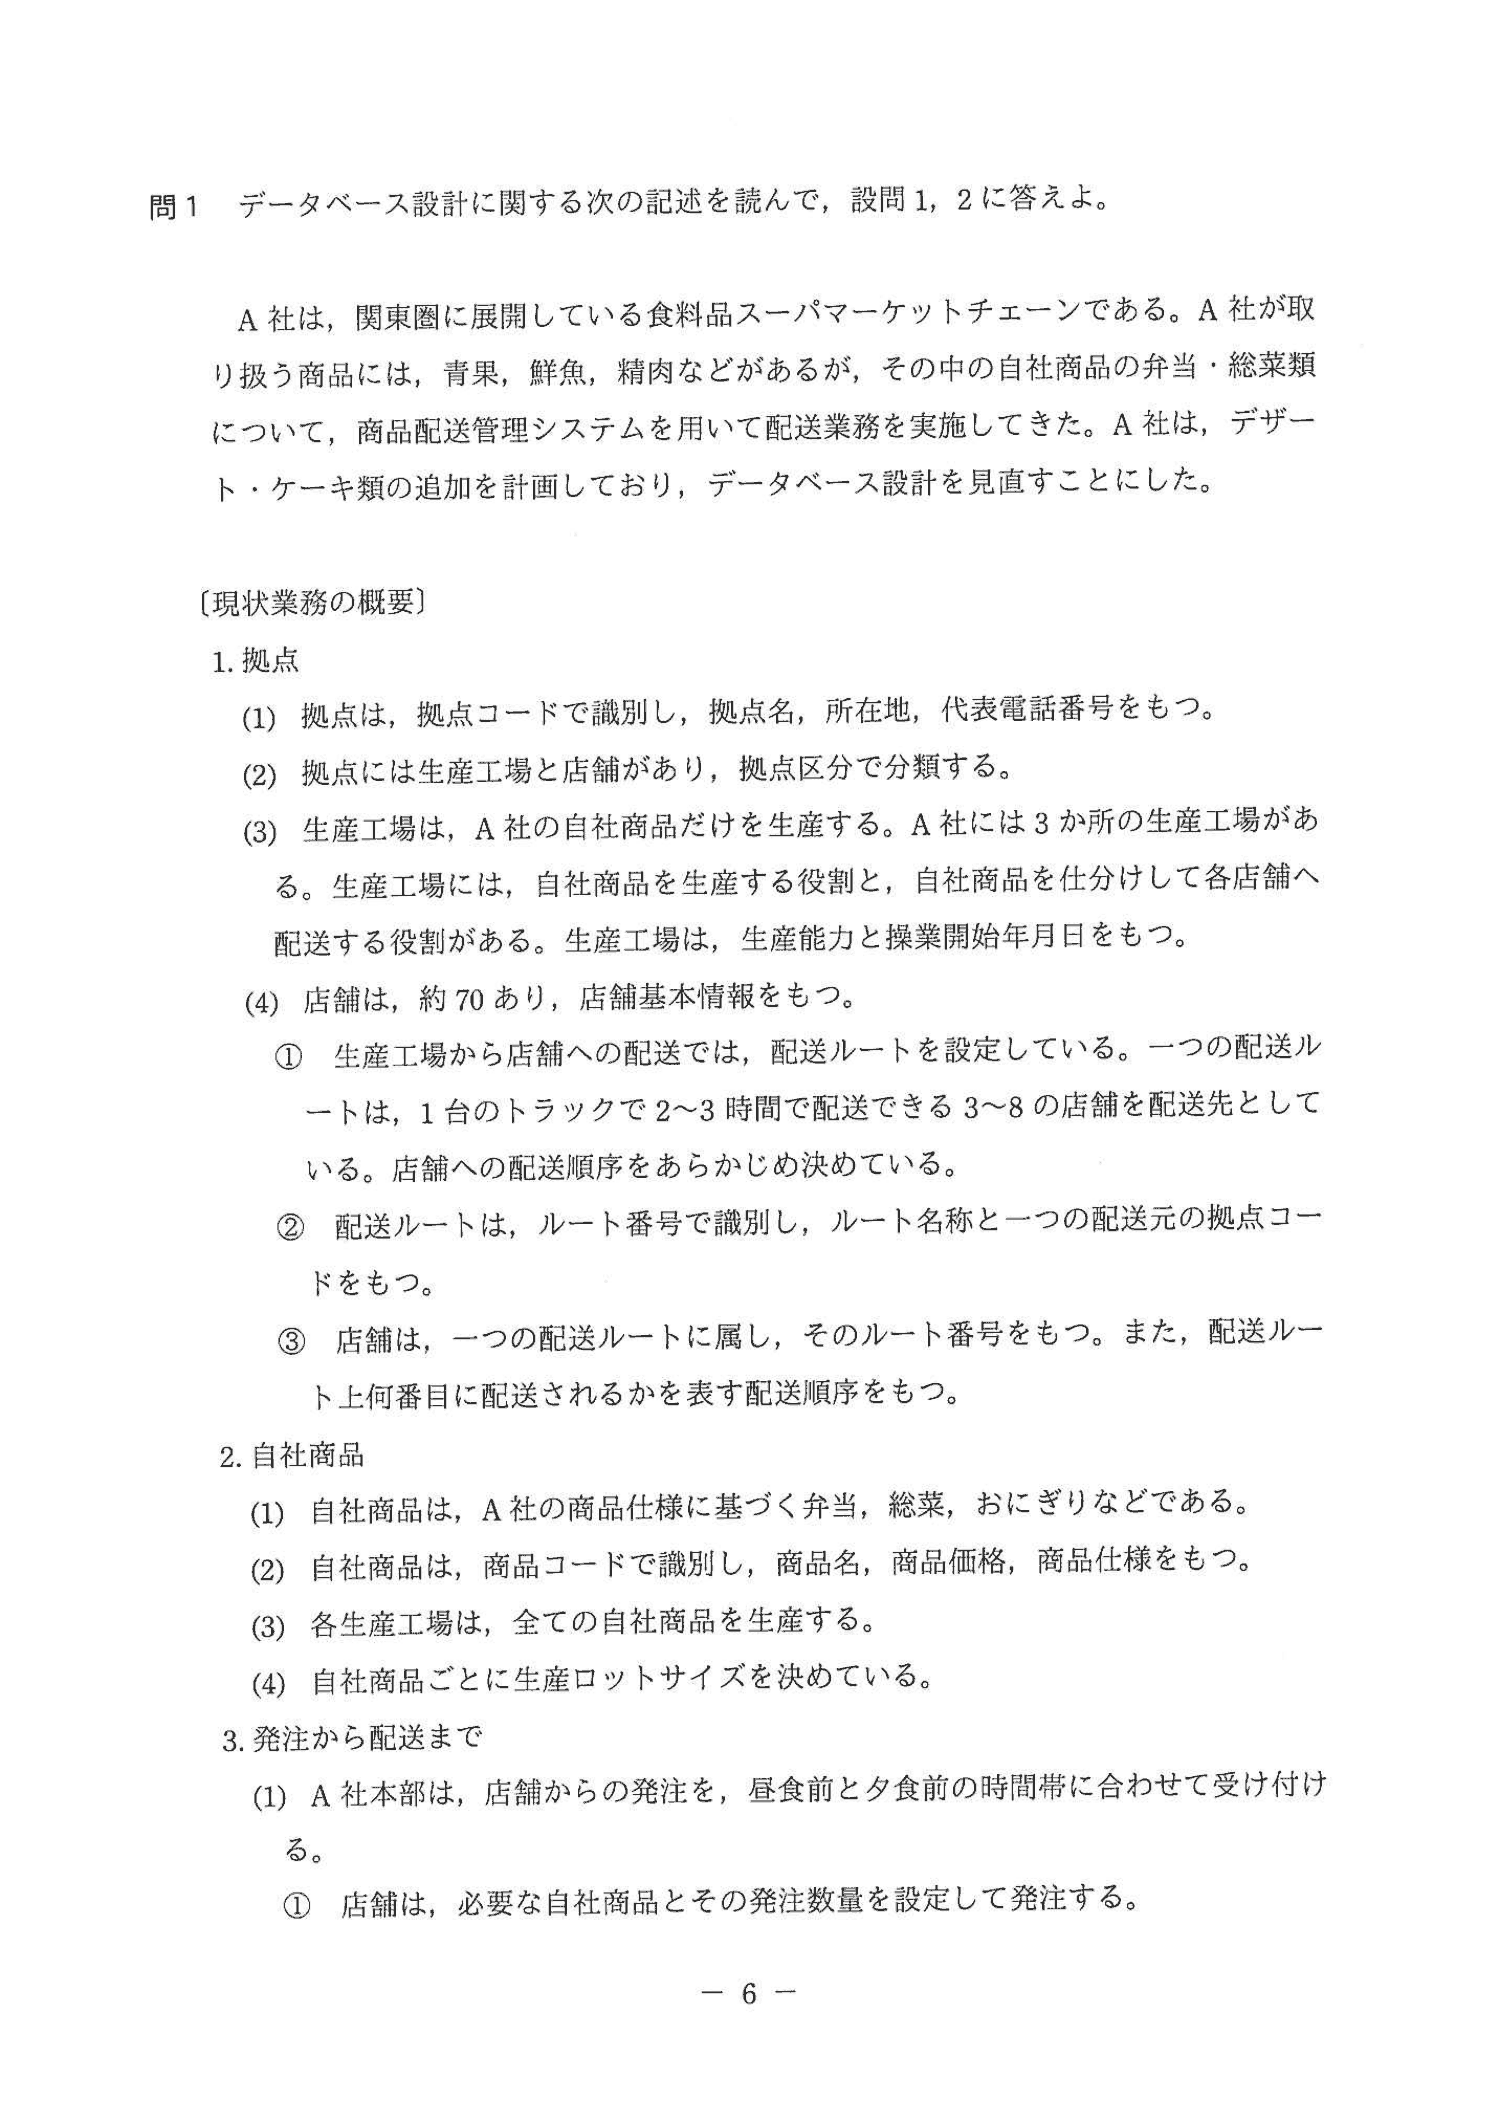 問1 データベース設計に関する次の記述を読んで，設問1，2に答えよ。
A 社は，関東圏に展開している食料品スーパマーケットチェーンである。A 社が取
り扱う商品には，青果，鮮魚，精肉などがあるが，その中の自社商品の弁当・総菜類
について，商品配送管理システムを用いて配送業務を実施してきた。A 社は，デザー
ト・ケーキ類の追加を計画しており，データベース設計を見直すことにした。
〔現状業務の概要〕
1. 拠点
(1) 拠点は，拠点コードで識別し，拠点名，所在地，代表電話番号をもつ。
(2) 拠点には生産工場と店舗があり，拠点区分で分類する。
(3) 生産工場は，A 社の自社商品だけを生産する。A 社には 3 か所の生産工場があ
る。生産工場には，自社商品を生産する役割と，自社商品を仕分けして各店舗へ
配送する役割がある。生産工場は，生産能力と操業開始年月日をもつ。
(4) 店舗は，約 70 あり，店舗基本情報をもつ。
① 生産工場から店舗への配送では，配送ルートを設定している。一つの配送ル
ートは，1 台のトラックで 2～3 時間で配送できる 3～8 の店舗を配送先として
いる。店舗への配送順序をあらかじめ決めている。
② 配送ルートは，ルート番号で識別し，ルート名称と一つの配送元の拠点コー
ドをもつ。
③ 店舗は，一つの配送ルートに属し，そのルート番号をもつ。また，配送ルー
ト上何番目に配送されるかを表す配送順序をもつ。
2. 自社商品
(1) 自社商品は，A 社の商品仕様に基づく弁当，総菜，おにぎりなどである。
(2) 自社商品は，商品コードで識別し，商品名，商品価格，商品仕様をもつ。
(3) 各生産工場は，全ての自社商品を生産する。
(4) 自社商品ごとに生産ロットサイズを決めている。
3. 発注から配送まで
(1) A 社本部は，店舗からの発注を，昼食前と夕食前の時間帯に合わせて受け付け
る。
① 店舗は，必要な自社商品とその発注数量を設定して発注する。
－ 6 －